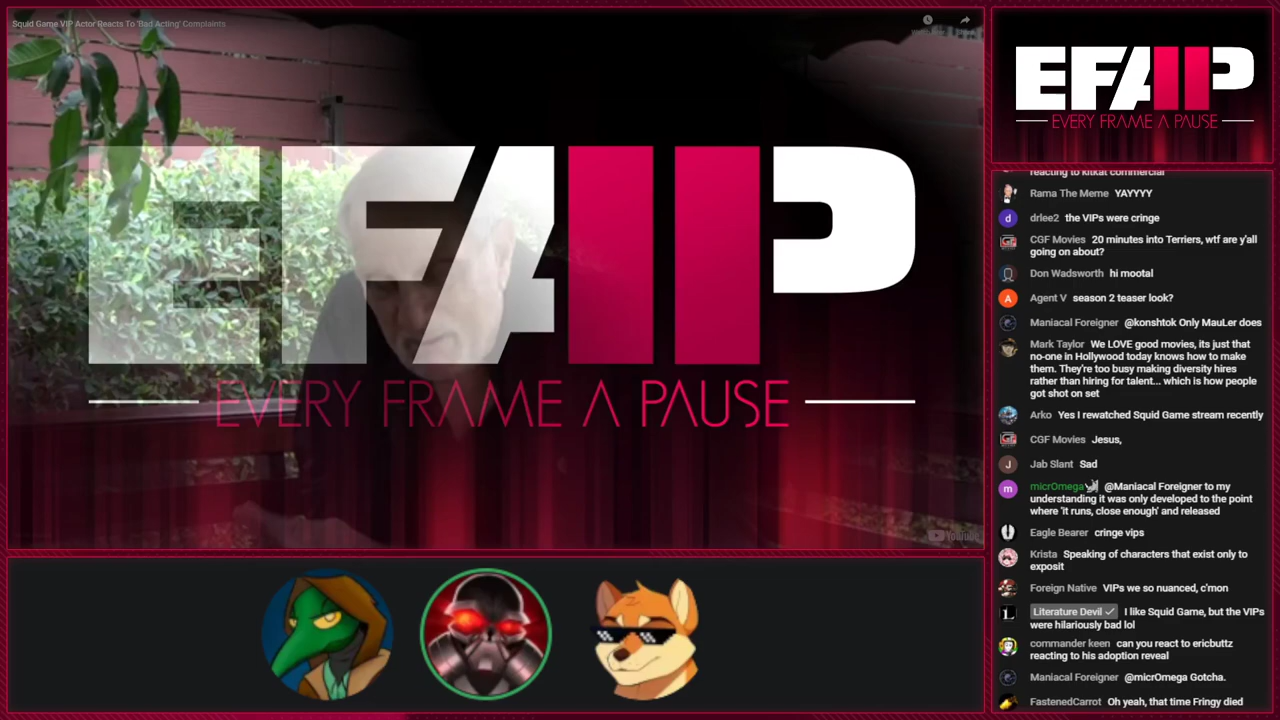 Squid Game VIP Actor Reacts To 'Bad Acting' Complaints
EFAP
EVERY FRAME A PAUSE
YouTube
EFAP
EVERY FRAME A PAUSE
reacting to kitkat commercial
Rama The Meme YAYYYY
drlee2 the VIPs were cringe
CGF Movies 20 minutes into Terriers, wtf are y'all
going on about?
Don Wadsworth hi mootal
Agent V season 2 teaser look?
Maniacal Foreigner @konshtok Only MauLer does
Mark Taylor We LOVE good movies, its just that
no-one in Hollywood today knows how to make
them. They're too busy making diversity hires
rather than hiring for talent... which is how people
got shot on set
Arko Yes I rewatched Squid Game stream recently
CGF Movies Jesus,
Jab Slant Sad
micrOmega @Maniacal Foreigner to my
understanding it was only developed to the point
where 'it runs, close enough' and released
Eagle Bearer cringe vips
Krista Speaking of characters that exist only to
exposit
Foreign Native VIPs we so nuanced, c'mon
Literature Devil ✓ I like Squid Game, but the VIPs
were hilariously bad lol
commander keen can you react to ericbuttz
reacting to his adoption reveal
Maniacal Foreigner @micrOmega Gotcha.
FastenedCarrot Oh yeah, that time Fringy died